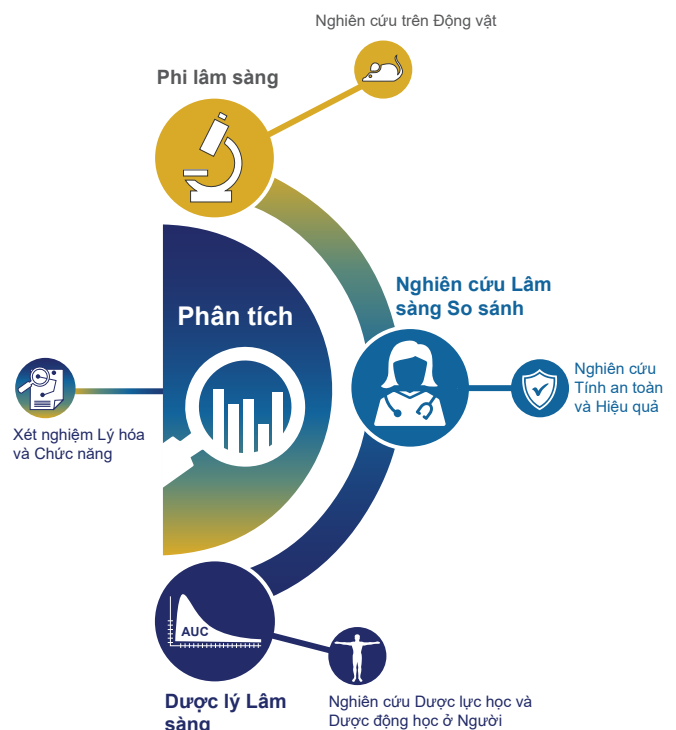 Nghiên cứu trên Động vật
Phi lâm sàng
Nghiên cứu Lâm
sàng So sánh
Phân tích
Nghiên cứu
Tính an toàn
và Hiệu quả
Xét nghiệm Lý hóa
và Chức năng
AUC
Dược lý Lâm
sàng
Nghiên cứu Dược lực học và
Dược động học ở Người